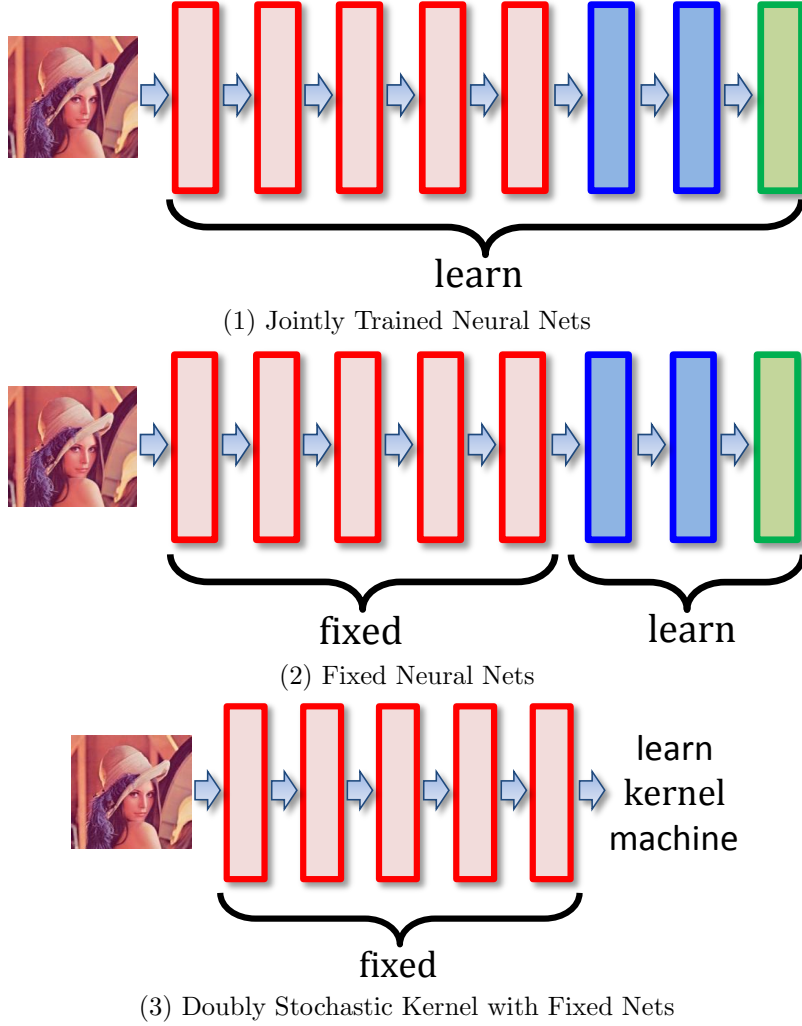 learn
(1) Jointly Trained Neural Nets
fixed
learn
(2) Fixed Neural Nets
learn
kernel
machine
fixed
(3) Doubly Stochastic Kernel with Fixed Nets